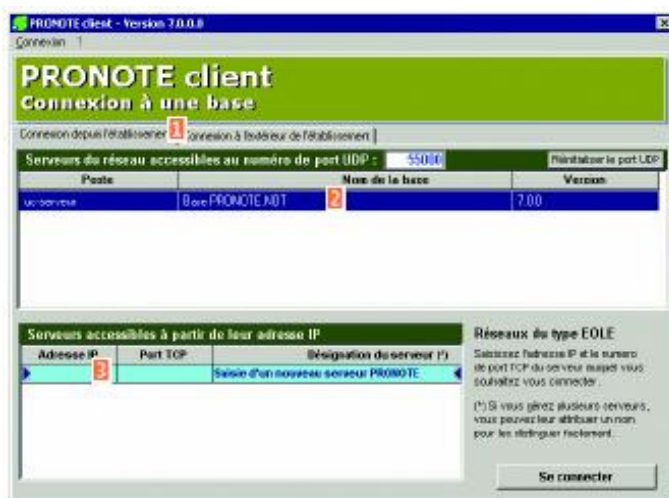 PRONOTE client - Version 7.0.0.0
Connexion ?
PRONOTE client
Connexion à une base
Connexion depuis l'établissement
1
Connexion à l'extérieur de l'établissement
Serveurs du réseau accessibles au numéro de port UDP : 55000
Réinitialiser le port UDP
Poste Nom de la base Version
uc-serveur Base PRONOTE.NOT 2 7.00
Serveurs accessibles à partir de leur adresse IP
Adresse IP Port TCP Désignation du serveur (*)
3
Saisie d'un nouveau serveur PRONOTE
Réseaux du type EOLE
Saisissez l'adresse IP et le numéro
de port TCP du serveur auquel vous
souhaitez vous connecter.
(*) Si vous gérez plusieurs serveurs,
vous pouvez leur attribuer un nom
pour les distinguer facilement.
Se connecter